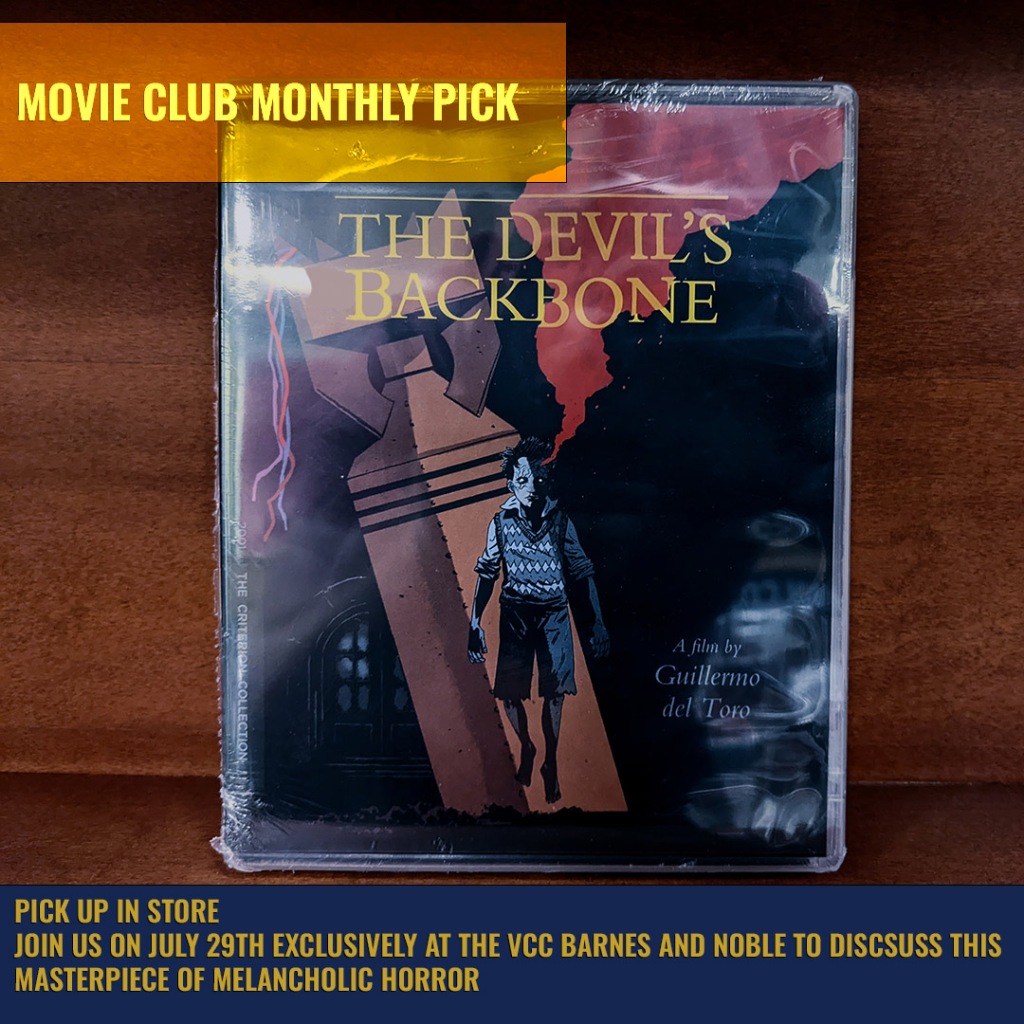 MOVIE CLUB MONTHLY PICK
THE DEVIL'S
BACKBONE
A film by
Guillermo
del Toro
2001 THE CRITERION COLLECTION
PICK UP IN STORE
JOIN US ON JULY 29TH EXCLUSIVELY AT THE VCC BARNES AND NOBLE TO DISCSUSS THIS
MASTERPIECE OF MELANCHOLIC HORROR